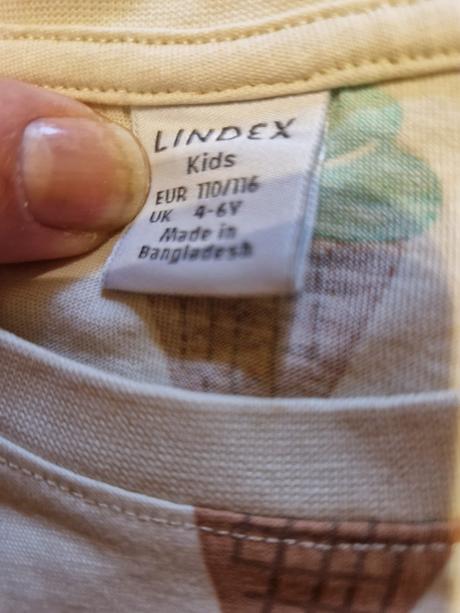 LINDEX
Kids
EUR 110/116
UK 4-6Y
Made in
Bangladesh